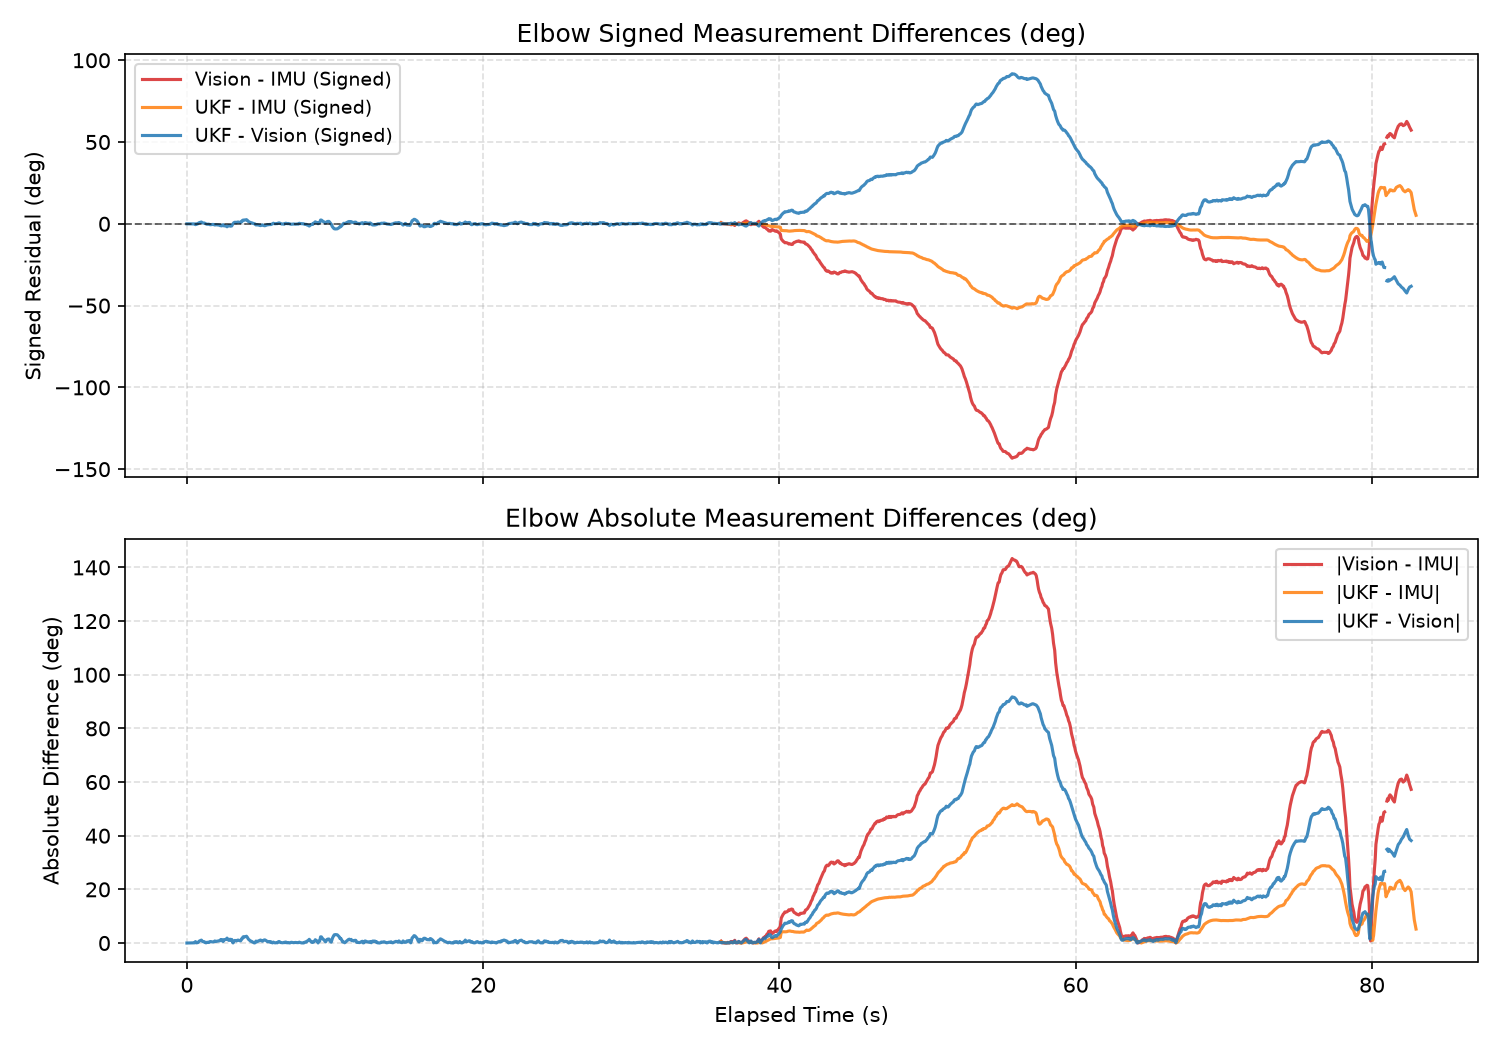 Elbow Signed Measurement Differences (deg)
100
50
0
−50
−100
−150
Signed Residual (deg)
Vision - IMU (Signed)
UKF - IMU (Signed)
UKF - Vision (Signed)
Elbow Absolute Measurement Differences (deg)
140
120
100
80
60
40
20
0
Absolute Difference (deg)
|Vision - IMU|
|UKF - IMU|
|UKF - Vision|
0 20 40 60 80
Elapsed Time (s)